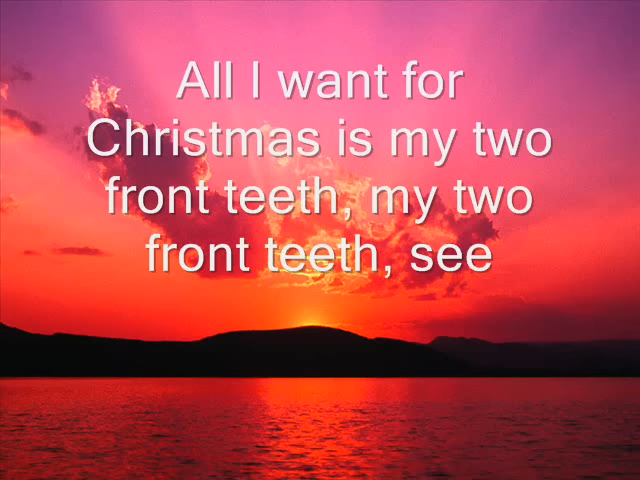 All I want for
Christmas is my two
front teeth, my two
front teeth, see